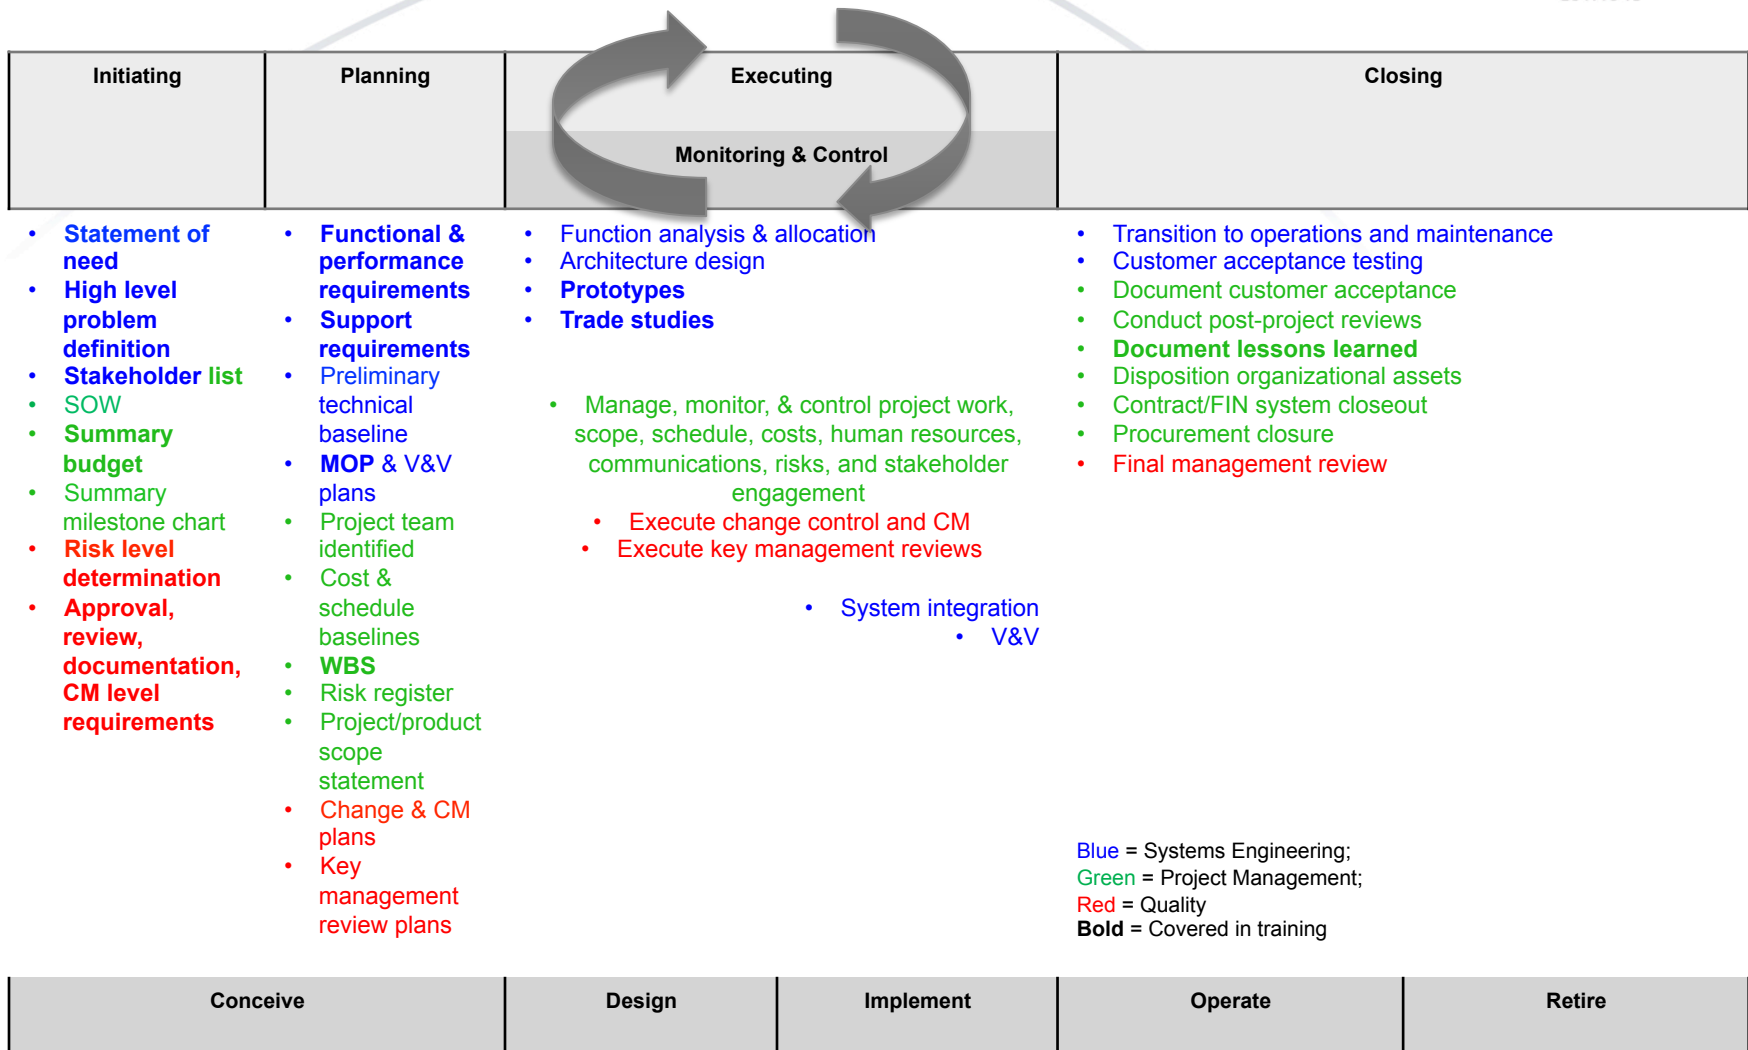 Initiating
Planning
Executing
Monitoring & Control
Closing
• Statement of
need
• High level
problem
definition
• Stakeholder list
• SOW
• Summary
budget
• Summary
milestone chart
• Risk level
determination
• Approval,
review,
documentation,
CM level
requirements
• Functional &
performance
requirements
• Support
requirements
• Preliminary
technical
baseline
• MOP & V&V
plans
• Project team
identified
• Cost &
schedule
baselines
• WBS
• Risk register
• Project/product
scope
statement
• Change & CM
plans
• Key
management
review plans
• Function analysis & allocation
• Architecture design
• Prototypes
• Trade studies
• Manage, monitor, & control project work,
scope, schedule, costs, human resources,
communications, risks, and stakeholder
engagement
• Execute change control and CM
• Execute key management reviews
• System integration
• V&V
• Transition to operations and maintenance
• Customer acceptance testing
• Document customer acceptance
• Conduct post-project reviews
• Document lessons learned
• Disposition organizational assets
• Contract/FIN system closeout
• Procurement closure
• Final management review
Blue = Systems Engineering;
Green = Project Management;
Red = Quality
Bold = Covered in training
Conceive
Design
Implement
Operate
Retire